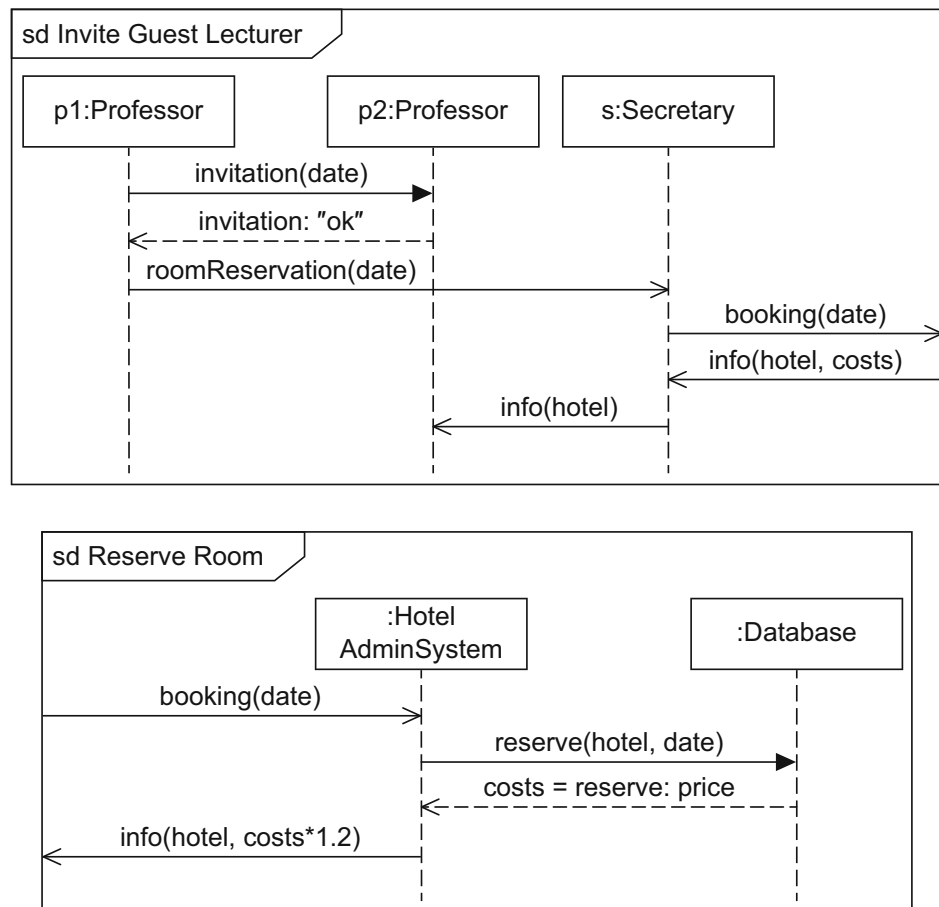 sd Invite Guest Lecturer
p1:Professor
p2:Professor
s:Secretary
invitation(date)
invitation: "ok"
roomReservation(date)
booking(date)
info(hotel, costs)
info(hotel)
sd Reserve Room
:Hotel
AdminSystem
:Database
booking(date)
reserve(hotel, date)
costs = reserve: price
info(hotel, costs*1.2)